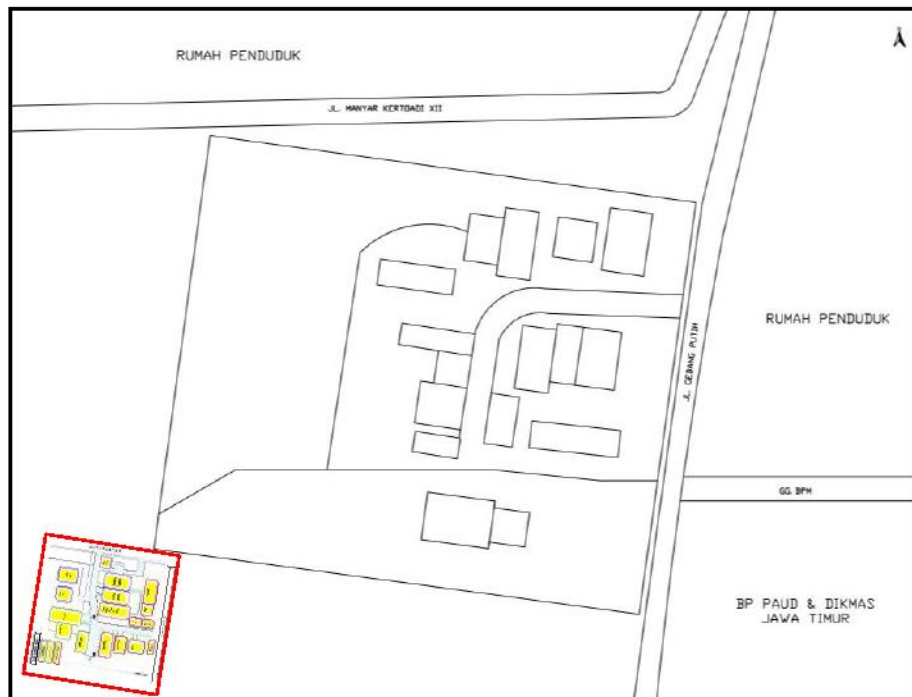 RUMAH PENDUDUK
JL. MANYAR KERTOADI XII
RUMAH PENDUDUK
JL. GEBANG PUTIH
GG. BPM
BP PAUD & DIKMAS
JAWA TIMUR